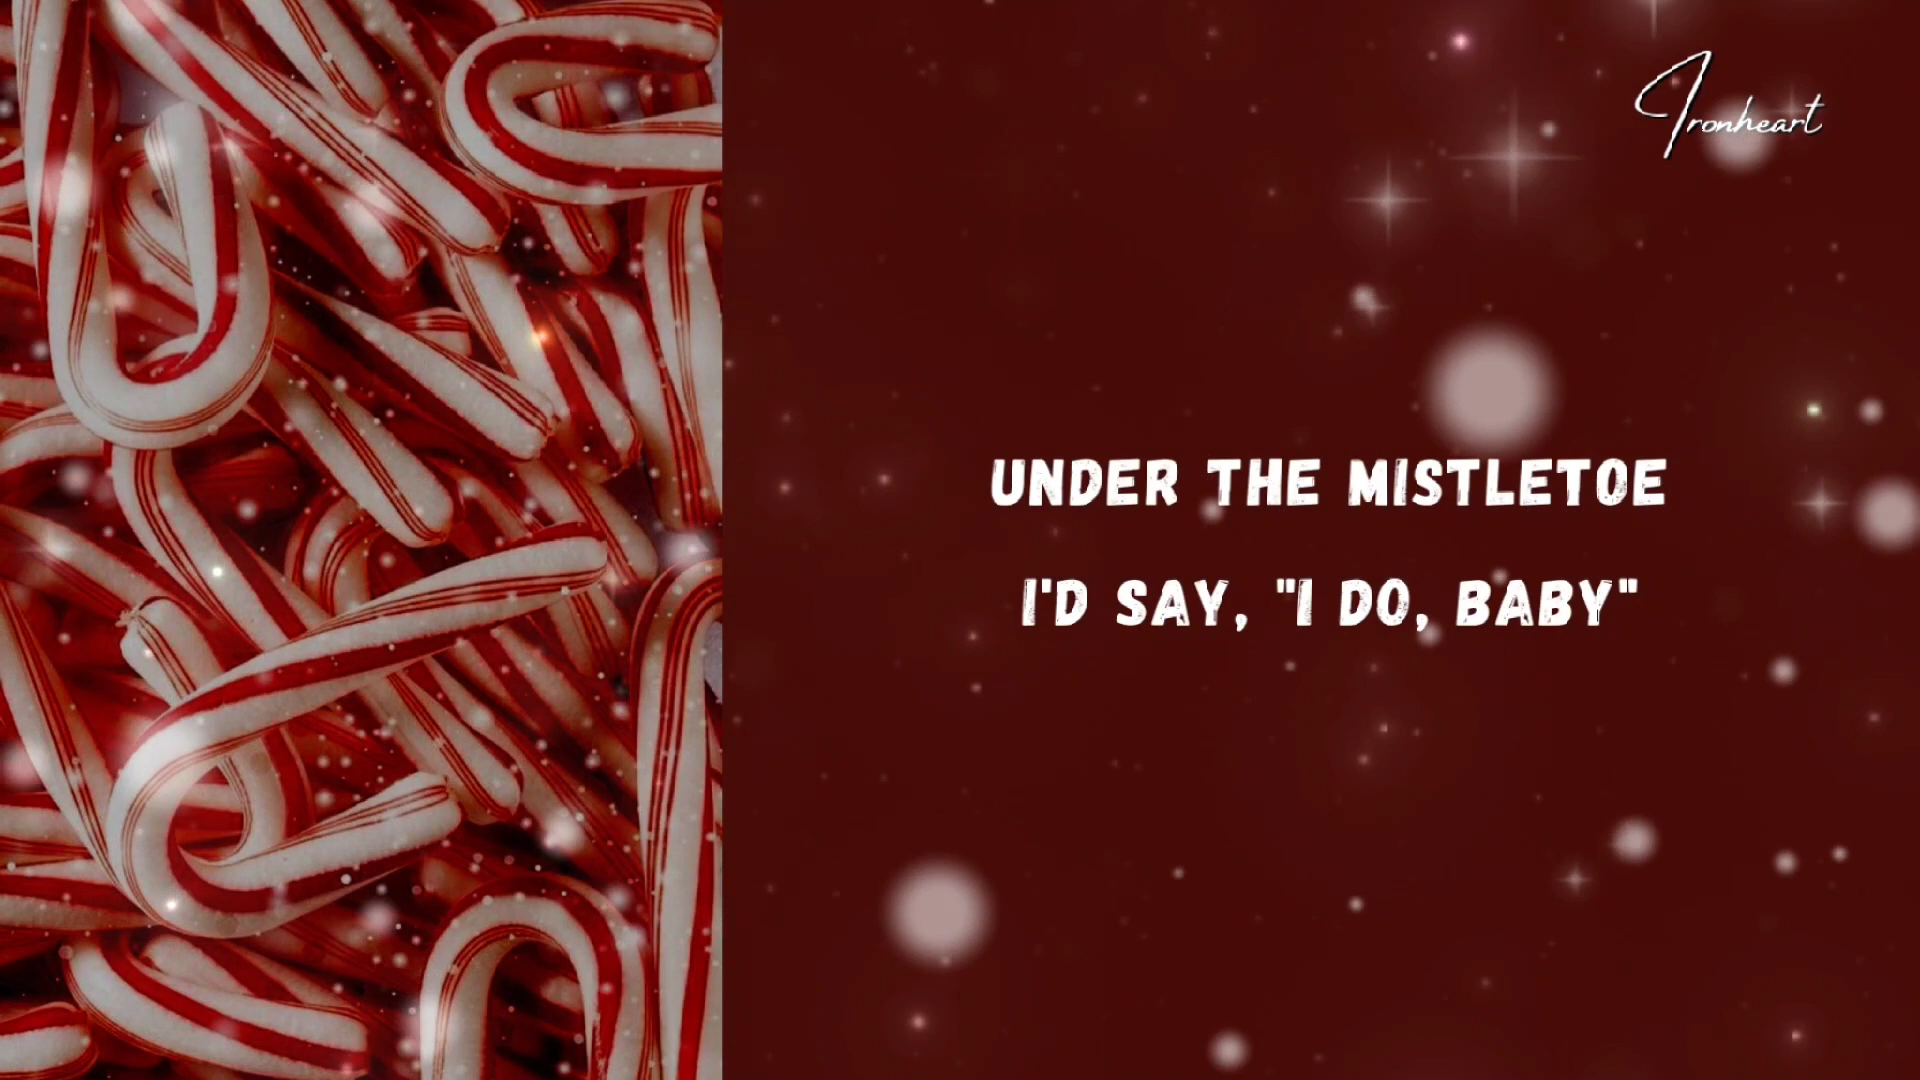 Ironheart
UNDER THE MISTLETOE
I'D SAY, "I DO, BABY"